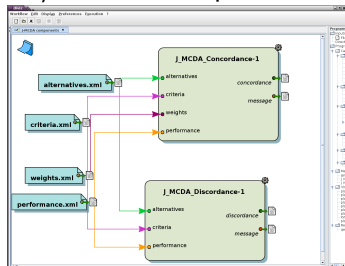 Workflow Edit Display Preferences Operation ?
J_MCDA components
J_MCDA_Concordance-1
alternatives
criteria
weights
performance
concordance
message
alternatives.xml
criteria.xml
weights.xml
performance.xml
J_MCDA_Discordance-1
alternatives
criteria
performance
discordance
message